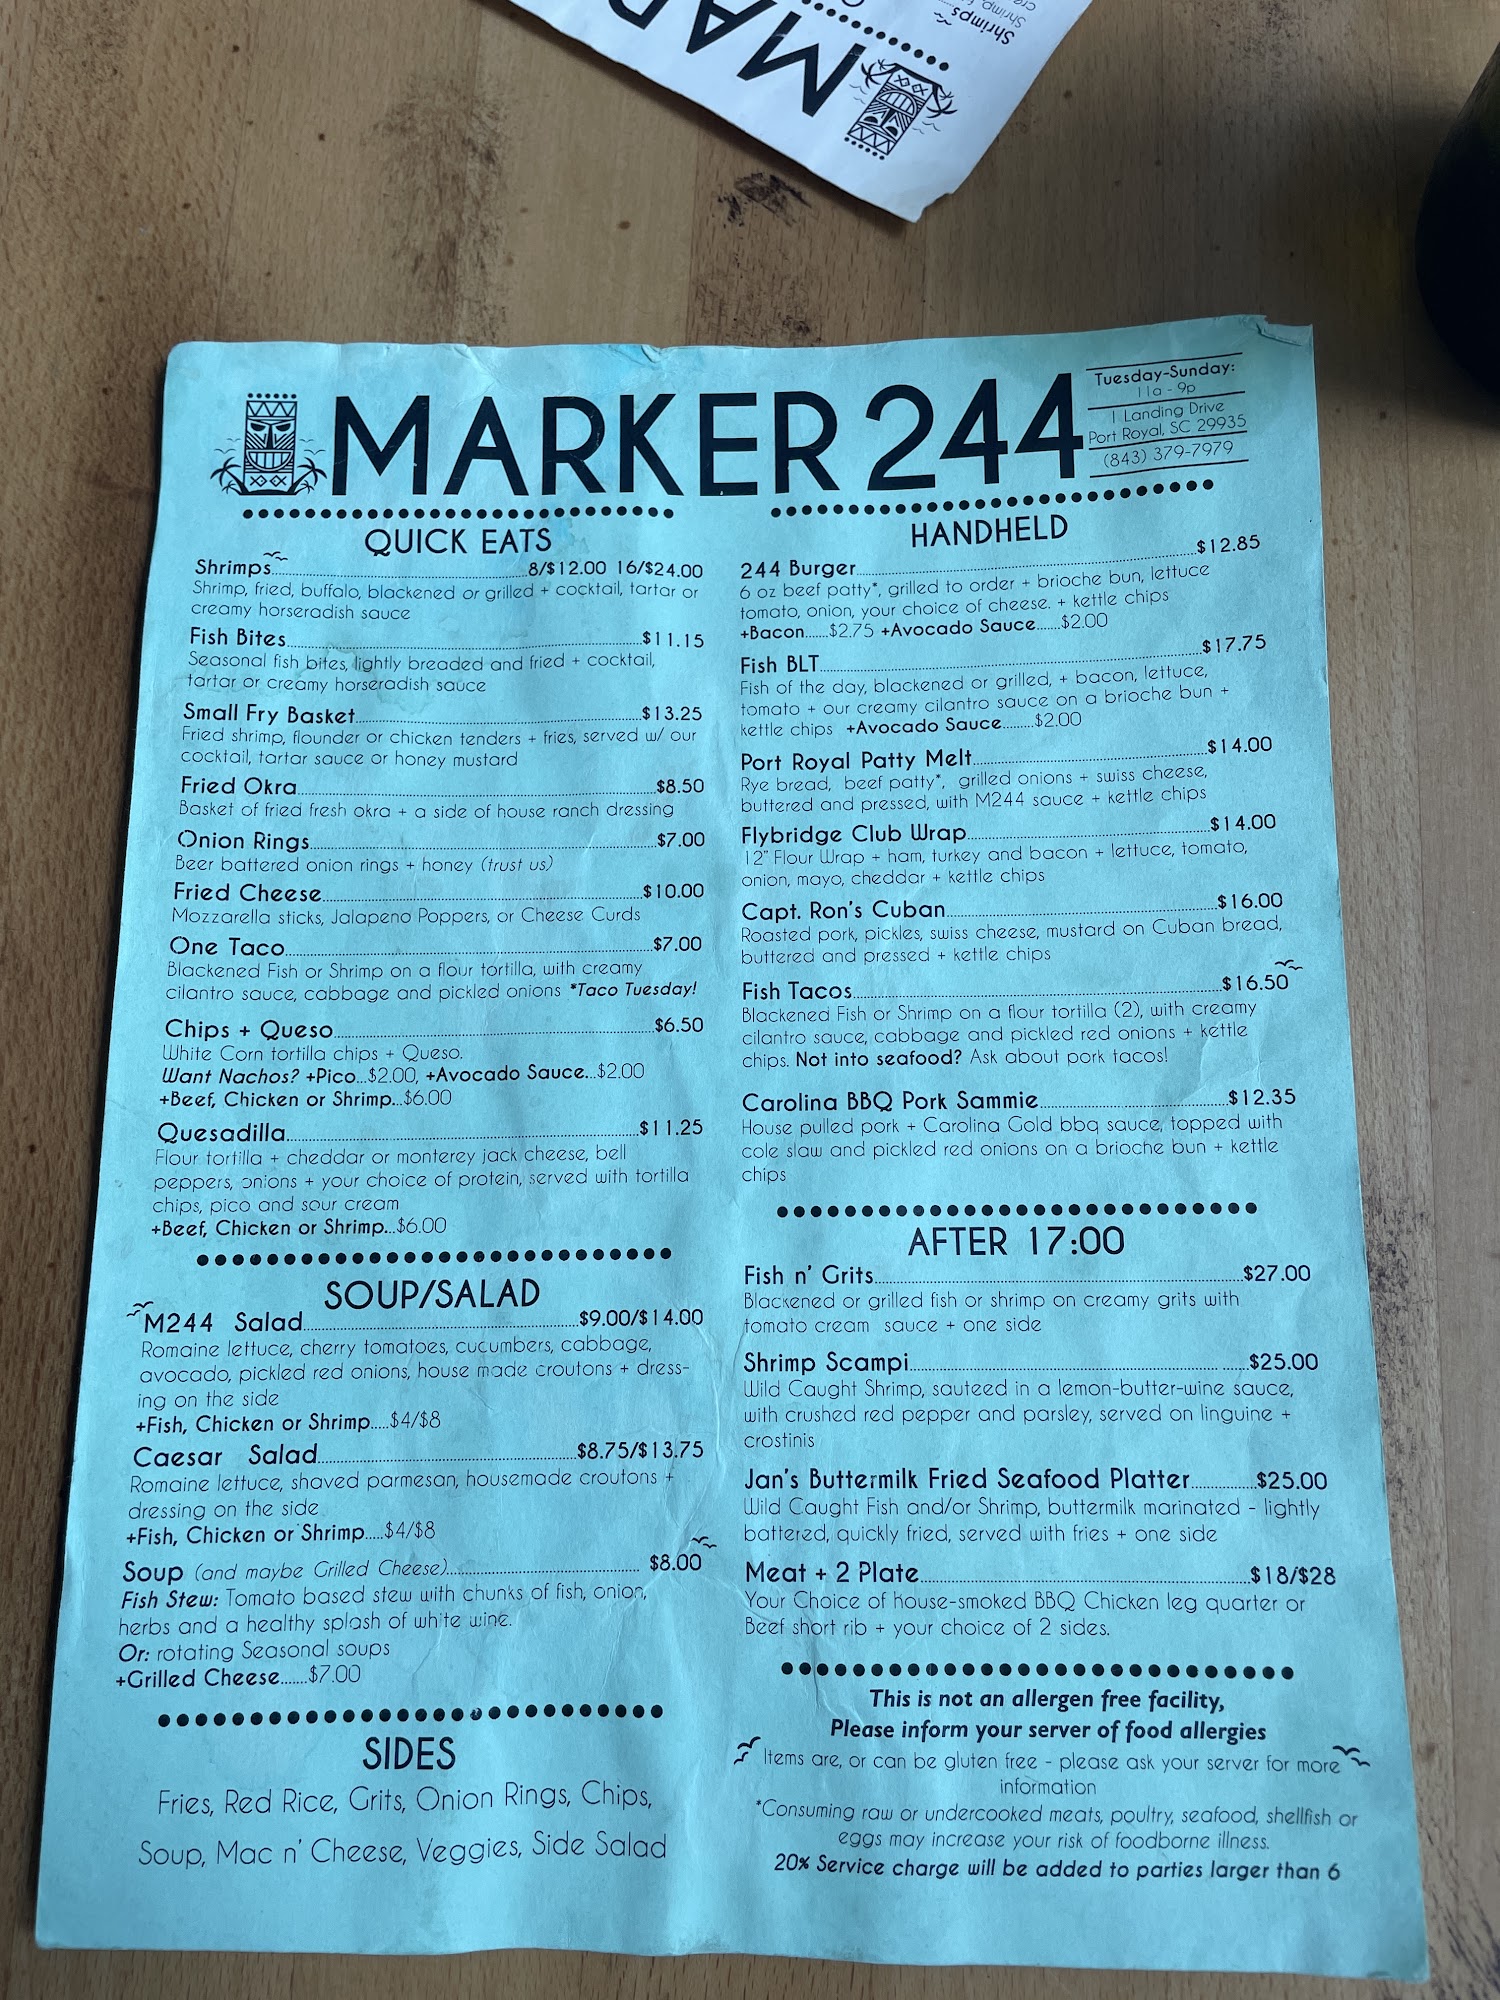 MAR
Shrimps
MARKER 244
Tuesday-Sunday:
11a - 9p
1 Landing Drive
Port Royal, SC 29935
(843) 379-7979
QUICK EATS
Shrimps 8/$12.00 16/$24.00
Shrimp, fried, buffalo, blackened or grilled + cocktail, tartar or
creamy horseradish sauce
Fish Bites $11.15
Seasonal fish bites, lightly breaded and fried + cocktail,
tartar or creamy horseradish sauce
Small Fry Basket $13.25
Fried shrimp, flounder or chicken tenders + fries, served w/ our
cocktail, tartar sauce or honey mustard
Fried Okra $8.50
Basket of fried fresh okra + a side of house ranch dressing
Onion Rings $7.00
Beer battered onion rings + honey (trust us)
Fried Cheese $10.00
Mozzarella sticks, Jalapeno Poppers, or Cheese Curds
One Taco $7.00
Blackened Fish or Shrimp on a flour tortilla, with creamy
cilantro sauce, cabbage and pickled onions *Taco Tuesday!
Chips + Queso $6.50
White Corn tortilla chips + Queso.
Want Nachos? +Pico...$2.00, +Avocado Sauce...$2.00
+Beef, Chicken or Shrimp...$6.00
Quesadilla $11.25
Flour tortilla + cheddar or monterey jack cheese, bell
peppers, onions + your choice of protein, served with tortilla
chips, pico and sour cream
+Beef, Chicken or Shrimp...$6.00
SOUP/SALAD
M244 Salad $9.00/$14.00
Romaine lettuce, cherry tomatoes, cucumbers, cabbage,
avocado, pickled red onions, house made croutons + dress-
ing on the side
+Fish, Chicken or Shrimp.....$4/$8
Caesar Salad $8.75/$13.75
Romaine lettuce, shaved parmesan, housemade croutons +
dressing on the side
+Fish, Chicken or Shrimp.....$4/$8
Soup (and maybe Grilled Cheese) $8.00
Fish Stew: Tomato based stew with chunks of fish, onion,
herbs and a healthy splash of white wine.
Or: rotating Seasonal soups
+Grilled Cheese.......$7.00
SIDES
Fries, Red Rice, Grits, Onion Rings, Chips,
Soup, Mac n' Cheese, Veggies, Side Salad
HANDHELD
244 Burger $12.85
6 oz beef patty*, grilled to order + brioche bun, lettuce
tomato, onion, your choice of cheese. + kettle chips
+Bacon......$2.75 +Avocado Sauce......$2.00
Fish BLT $17.75
Fish of the day, blackened or grilled, + bacon, lettuce,
tomato + our creamy cilantro sauce on a brioche bun +
kettle chips +Avocado Sauce........$2.00
Port Royal Patty Melt $14.00
Rye bread, beef patty*, grilled onions + swiss cheese,
buttered and pressed, with M244 sauce + kettle chips
Flybridge Club Wrap $14.00
12" Flour Wrap + ham, turkey and bacon + lettuce, tomato,
onion, mayo, cheddar + kettle chips
Capt. Ron's Cuban $16.00
Roasted pork, pickles, swiss cheese, mustard on Cuban bread,
buttered and pressed + kettle chips
Fish Tacos $16.50
Blackened Fish or Shrimp on a flour tortilla (2), with creamy
cilantro sauce, cabbage and pickled red onions + kettle
chips. Not into seafood? Ask about pork tacos!
Carolina BBQ Pork Sammie $12.35
House pulled pork + Carolina Gold bbq sauce, topped with
cole slaw and pickled red onions on a brioche bun + kettle
chips
AFTER 17:00
Fish n' Grits $27.00
Blackened or grilled fish or shrimp on creamy grits with
tomato cream sauce + one side
Shrimp Scampi $25.00
Wild Caught Shrimp, sauteed in a lemon-butter-wine sauce,
with crushed red pepper and parsley, served on linguine +
crostinis
Jan's Buttermilk Fried Seafood Platter $25.00
Wild Caught Fish and/or Shrimp, buttermilk marinated - lightly
battered, quickly fried, served with fries + one side
Meat + 2 Plate $18/$28
Your Choice of house-smoked BBQ Chicken leg quarter or
Beef short rib + your choice of 2 sides.
This is not an allergen free facility,
Please inform your server of food allergies
Items are, or can be gluten free - please ask your server for more
information
*Consuming raw or undercooked meats, poultry, seafood, shellfish or
eggs may increase your risk of foodborne illness.
20% Service charge will be added to parties larger than 6